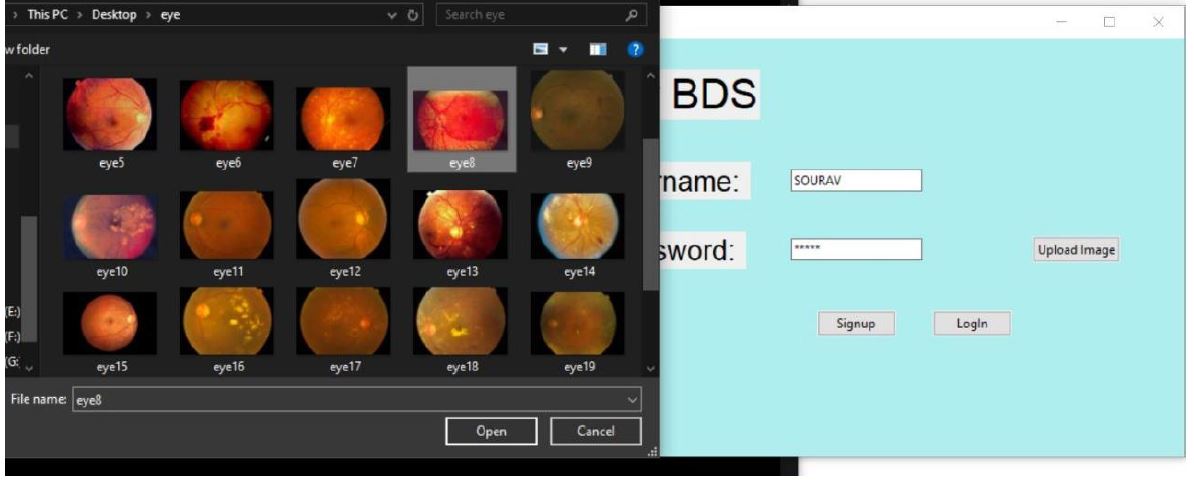 > This PC > Desktop > eye
Search eye
w folder
eye5 eye6 eye7 eye8 eye9
eye10 eye11 eye12 eye13 eye14
(E:)
(F:)
(G:
eye15 eye16 eye17 eye18 eye19
File name: eye8
Open Cancel
BDS
rname: SOURAV
sword: *****
Upload Image
Signup LogIn